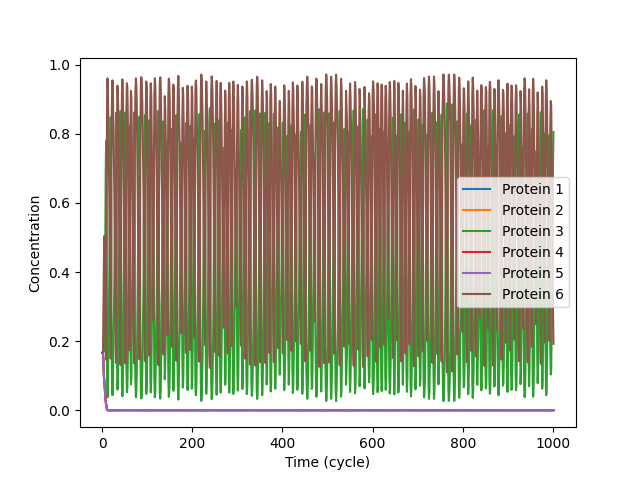 1.0
0.8
0.6
0.4
0.2
0.0
Concentration
Protein 1
Protein 2
Protein 3
Protein 4
Protein 5
Protein 6
0 200 400 600 800 1000
Time (cycle)